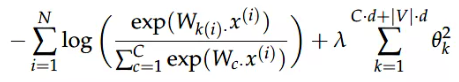 $$- \sum_{i=1}^{N} \log \left( \frac{\exp(W_{k(i)\cdot} x^{(i)})}{\sum_{c=1}^{C} \exp(W_{c\cdot} x^{(i)})} \right) + \lambda \sum_{k=1}^{C \cdot d + |V| \cdot d} \theta_k^2$$